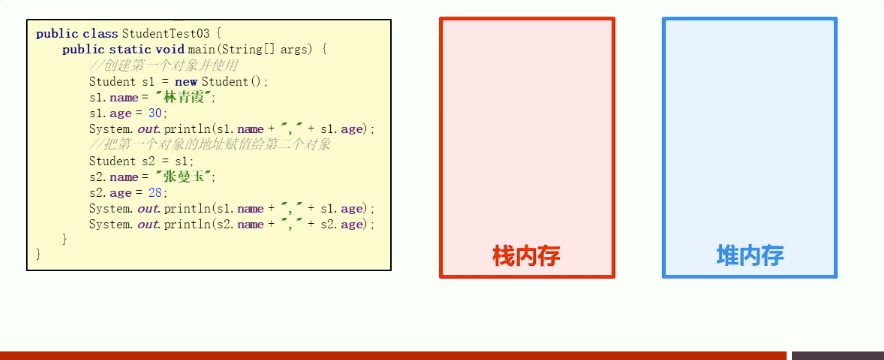 public class StudentTest03 {
public static void main(String[] args) {
//创建第一个对象并使用
Student s1 = new Student();
s1.name = "林青霞";
s1.age = 30;
System.out.println(s1.name + "," + s1.age);
//把第一个对象的地址赋值给第二个对象
Student s2 = s1;
s2.name = "张曼玉";
s2.age = 28;
System.out.println(s1.name + "," + s1.age);
System.out.println(s2.name + "," + s2.age);
}
}
栈内存
堆内存